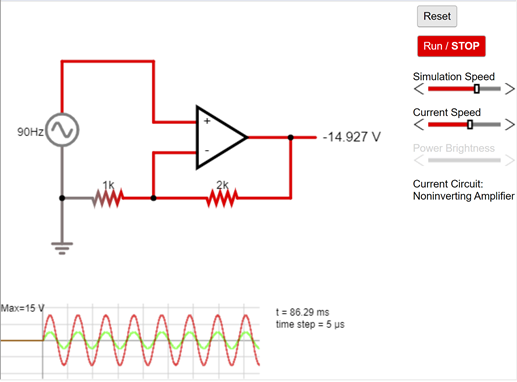 Reset
Run / STOP
Simulation Speed
Current Speed
Power Brightness
Current Circuit:
Noninverting Amplifier
+
-
90Hz
-14.927 V
1k
2k
Max=15 V
t = 86.29 ms
time step = 5 μs